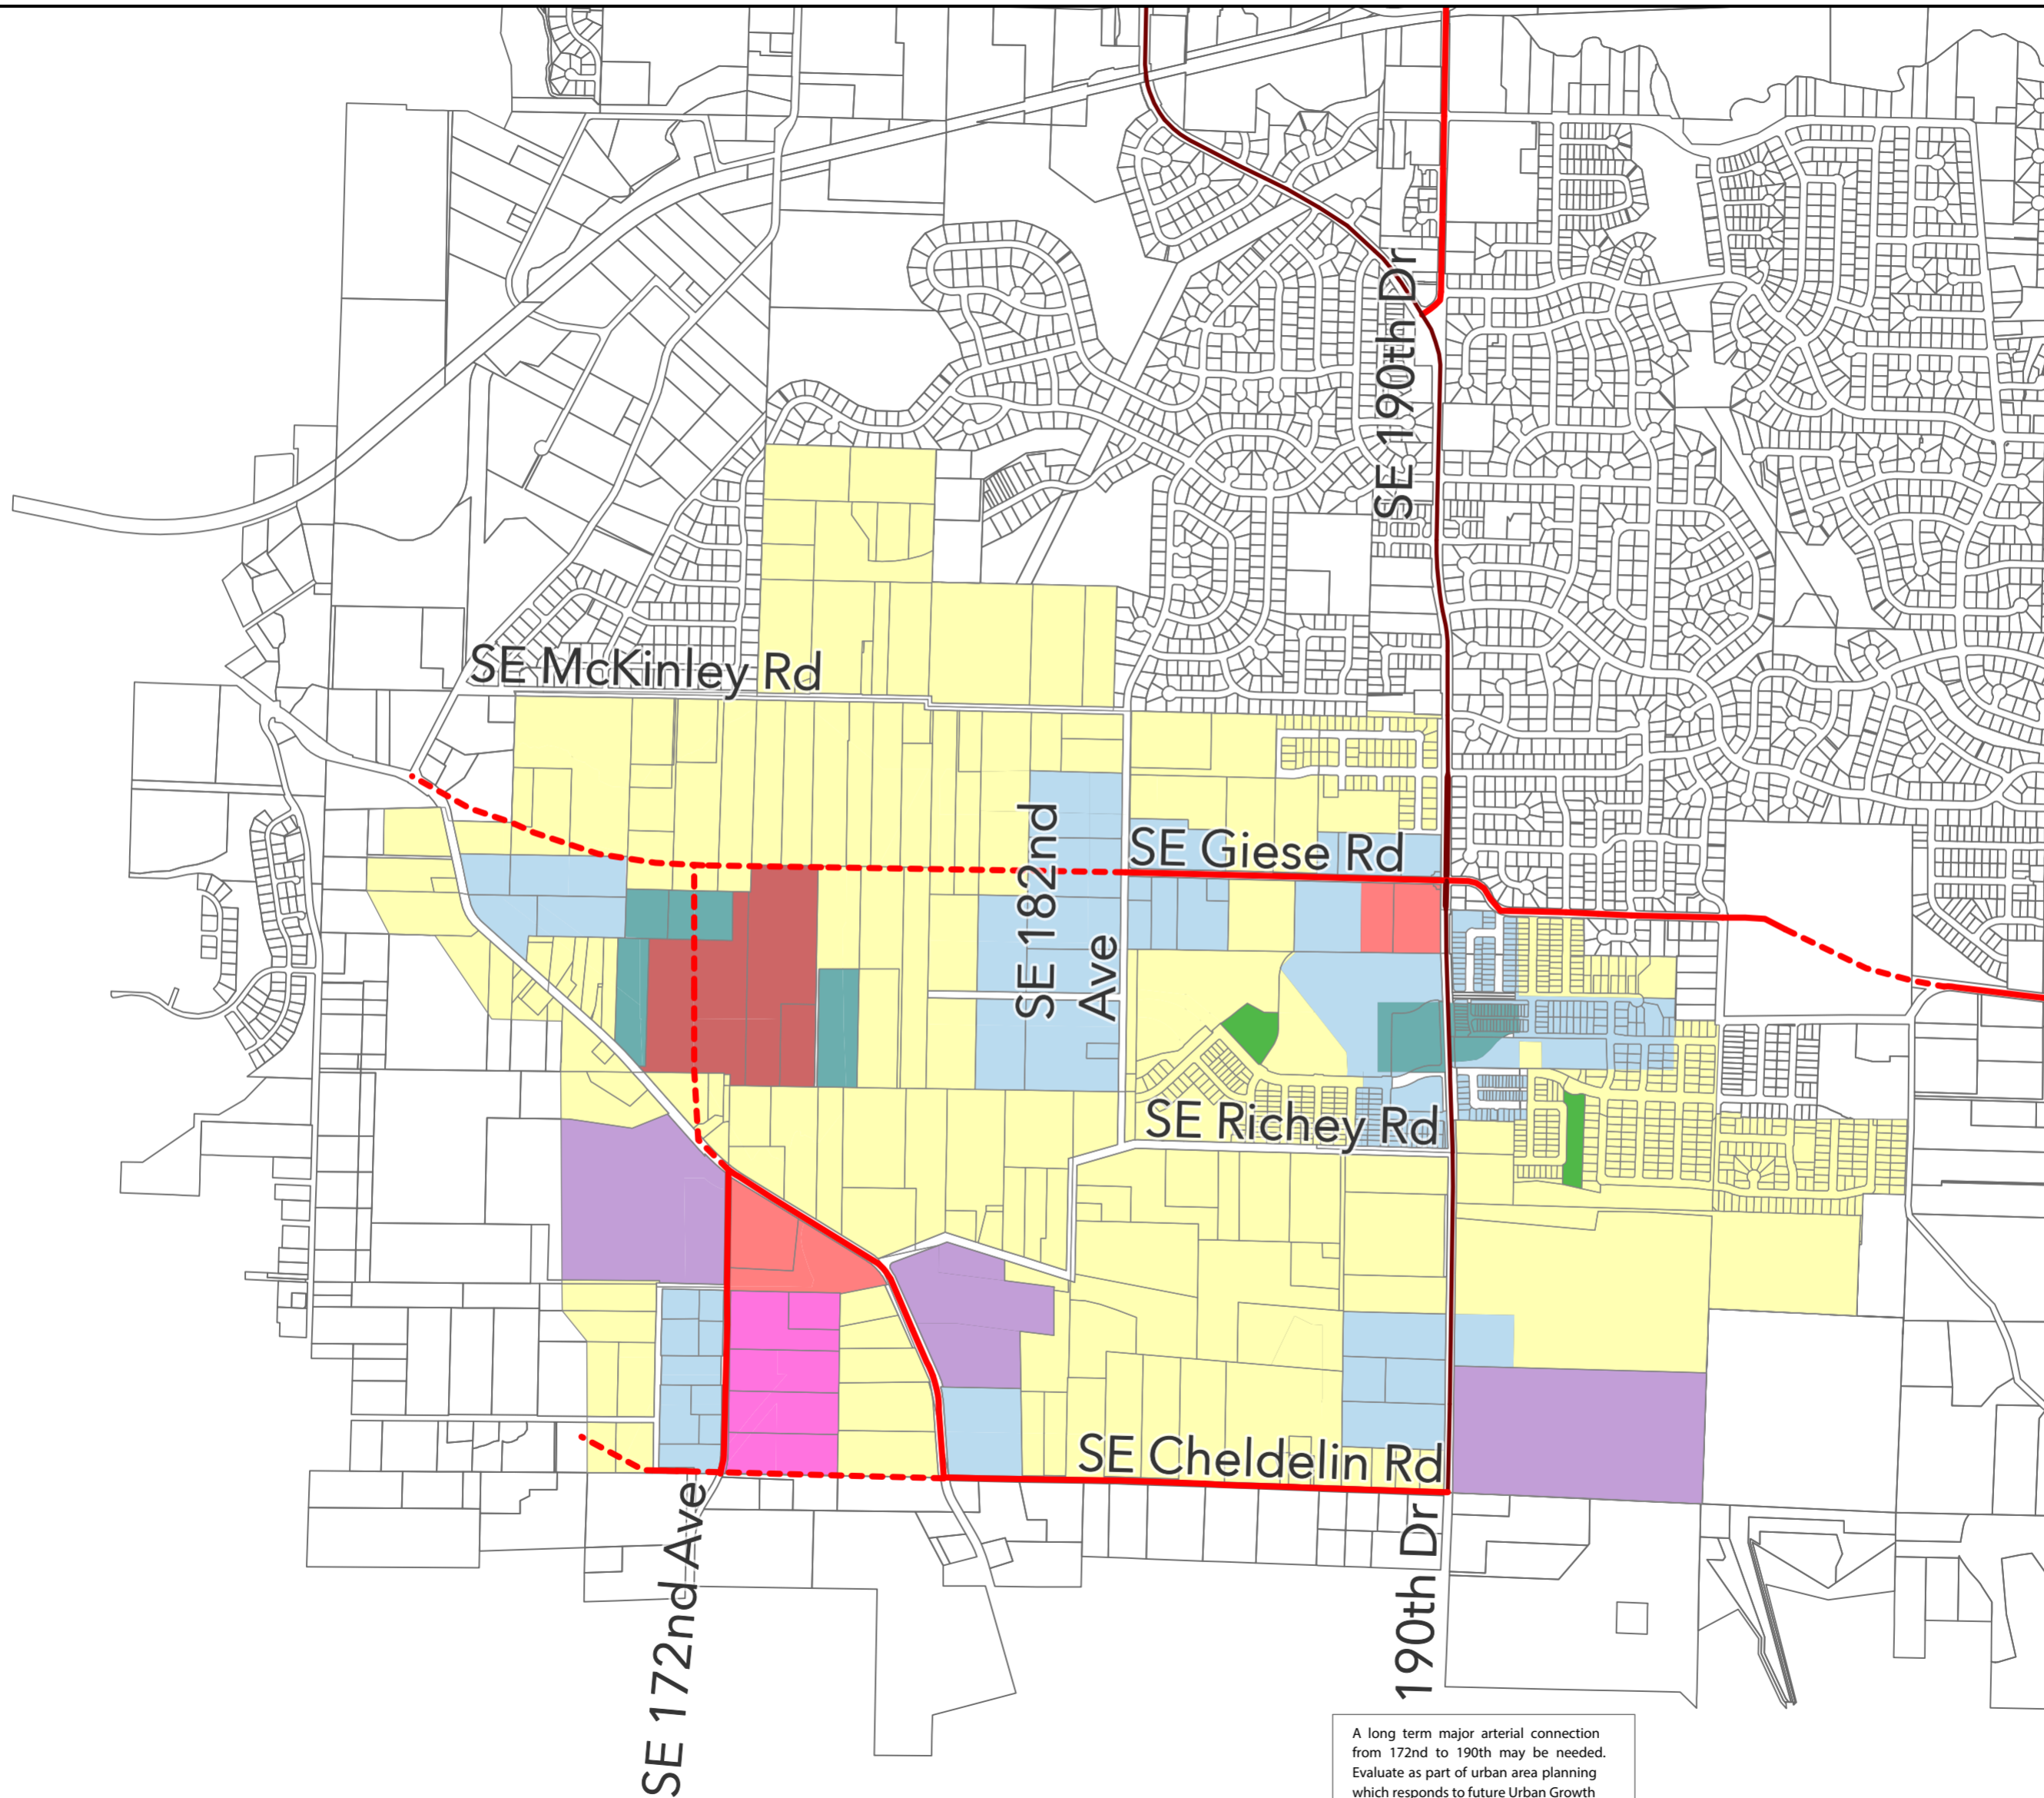 SE 190th Dr
SE McKinley Rd
SE Giese Rd
SE 182nd
Ave
SE Richey Rd
SE Cheldelin Rd
SE 172nd Ave
190th Dr
A long term major arterial connection
from 172nd to 190th may be needed.
Evaluate as part of urban area planning
which responds to future Urban Growth